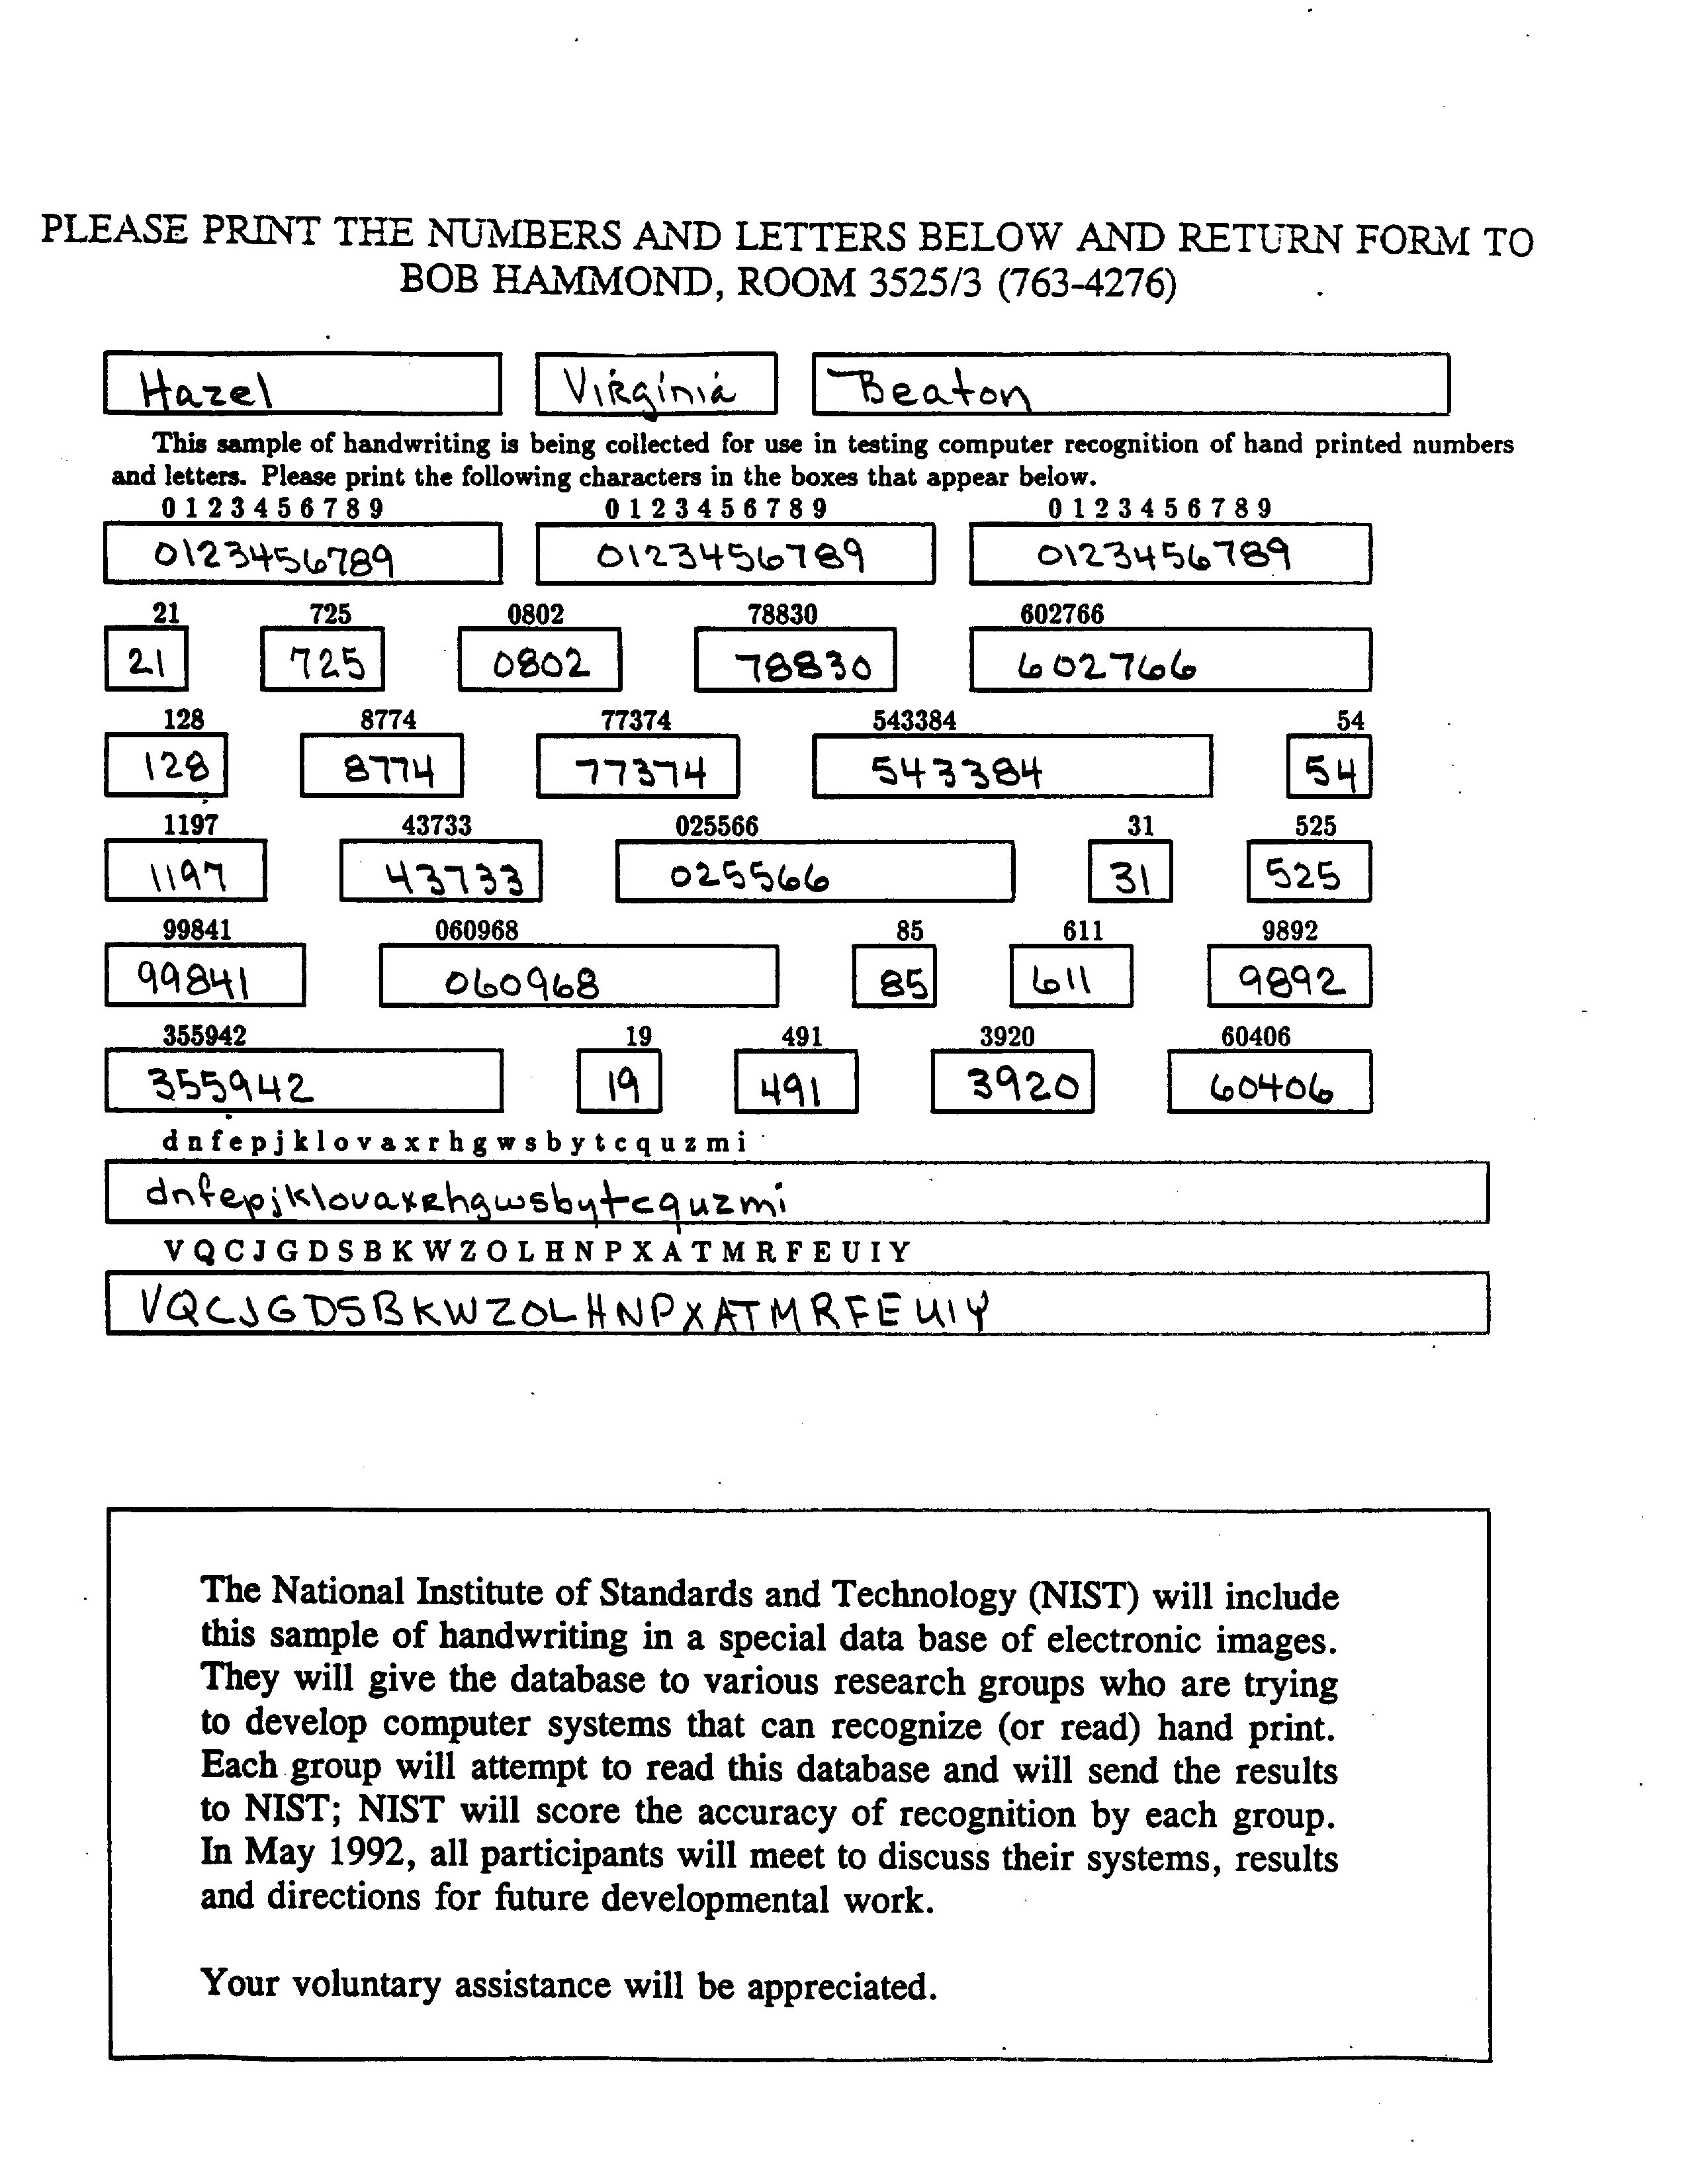 PLEASE PRINT THE NUMBERS AND LETTERS BELOW AND RETURN FORM TO
BOB HAMMOND, ROOM 3525/3 (763-4276)
Hazel Virginia Beaton
This sample of handwriting is being collected for use in testing computer recognition of hand printed numbers
and letters. Please print the following characters in the boxes that appear below.
0 1 2 3 4 5 6 7 8 9 0 1 2 3 4 5 6 7 8 9 0 1 2 3 4 5 6 7 8 9
0123456789 0123456789 0123456789
21 725 0802 78830 602766
21 725 0802 78830 602766
128 8774 77374 543384 54
128 8774 77374 543384 54
1197 43733 025566 31 525
1197 43733 025566 31 525
99841 060968 85 611 9892
99841 060968 85 611 9892
355942 19 491 3920 60406
355942 19 491 3920 60406
d n f e p j k l o v a x r h g w s b y t c q u z m i
dnfepjklovaxRhgwsbytcquzmi
V Q C J G D S B K W Z O L H N P X A T M R F E U I Y
VQCJGDSBKWZOLHNPXATMRFEUIY
The National Institute of Standards and Technology (NIST) will include
this sample of handwriting in a special data base of electronic images.
They will give the database to various research groups who are trying
to develop computer systems that can recognize (or read) hand print.
Each group will attempt to read this database and will send the results
to NIST; NIST will score the accuracy of recognition by each group.
In May 1992, all participants will meet to discuss their systems, results
and directions for future developmental work.
Your voluntary assistance will be appreciated.